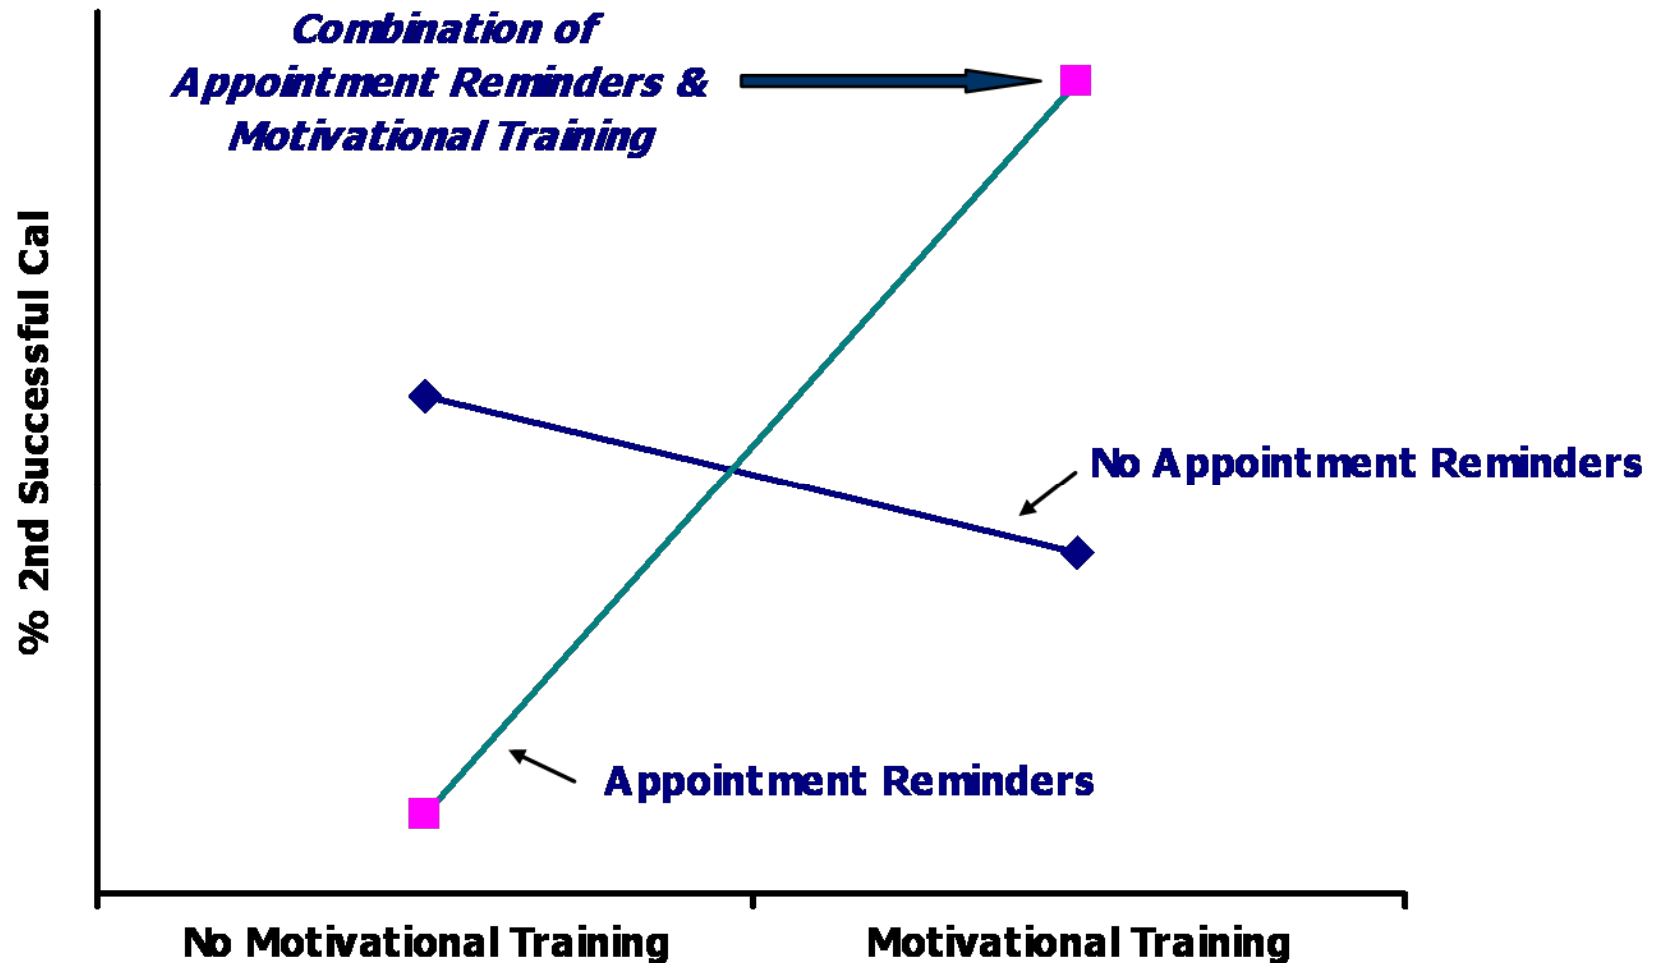 Combination of
Appointment Reminders &
Motivational Training
% 2nd Successful Cal
No Appointment Reminders
Appointment Reminders
No Motivational Training
Motivational Training